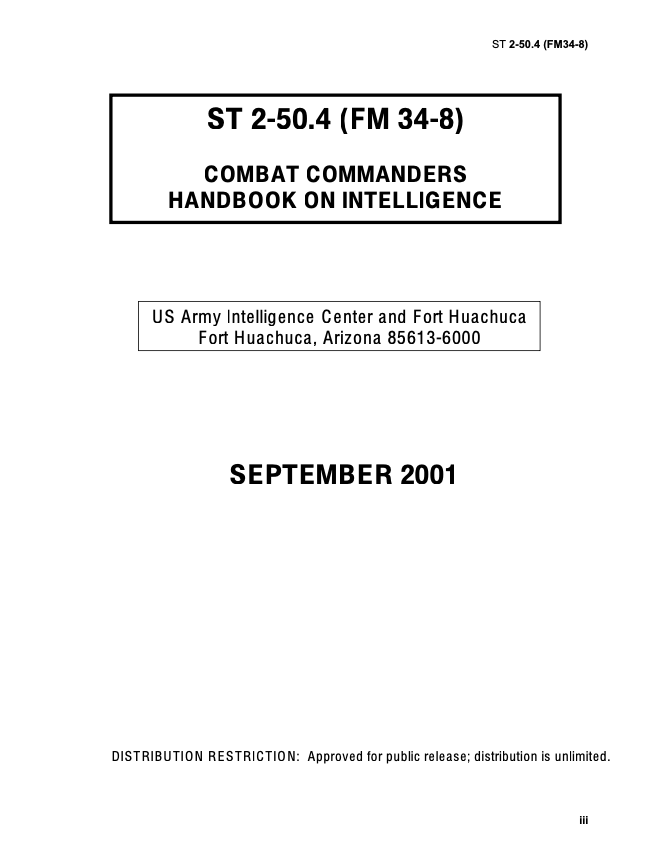 ST 2-50.4 (FM34-8)
ST 2-50.4 (FM 34-8)
COMBAT COMMANDERS
HANDBOOK ON INTELLIGENCE
US Army Intelligence Center and Fort Huachuca
Fort Huachuca, Arizona 85613-6000
SEPTEMBER 2001
DISTRIBUTION RESTRICTION: Approved for public release; distribution is unlimited.
iii